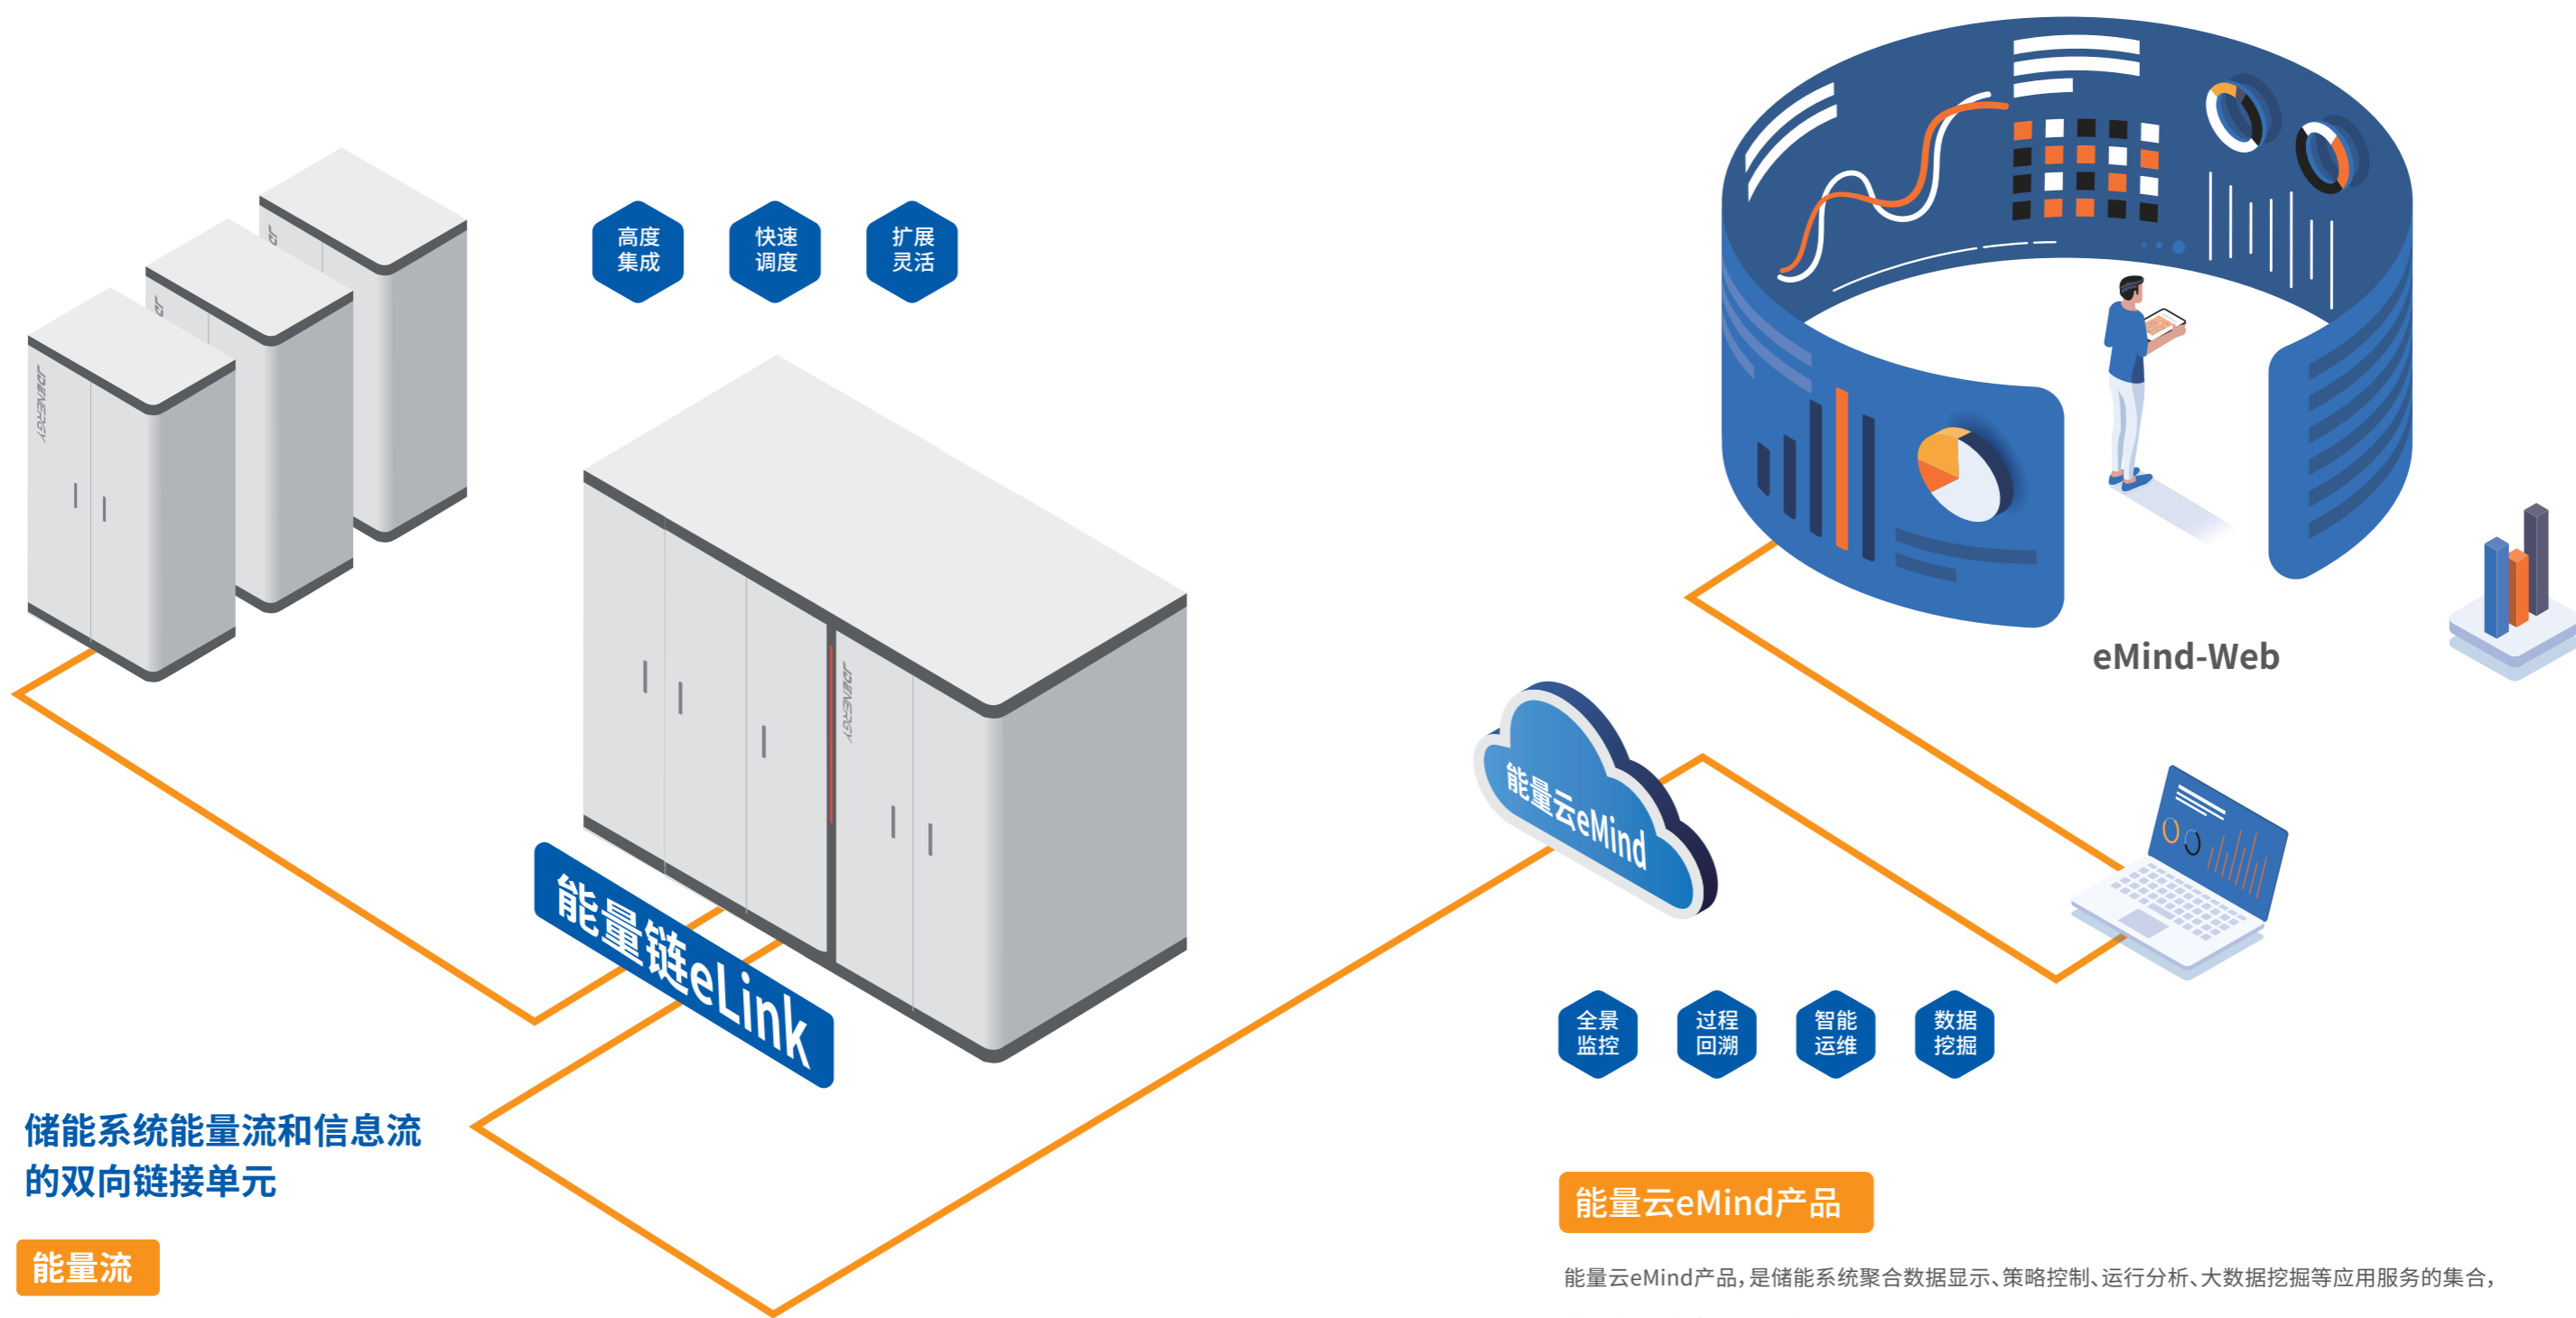 高度
集成
快速
调度
扩展
灵活
JDENERGY
JD
JD
JDENERGY
能量链eLink
储能系统能量流和信息流
的双向链接单元
能量流
eMind-Web
能量云eMind
全景
监控
过程
回溯
智能
运维
数据
挖掘
能量云eMind产品
能量云eMind产品，是储能系统聚合数据显示、策略控制、运行分析、大数据挖掘等应用服务的集合，